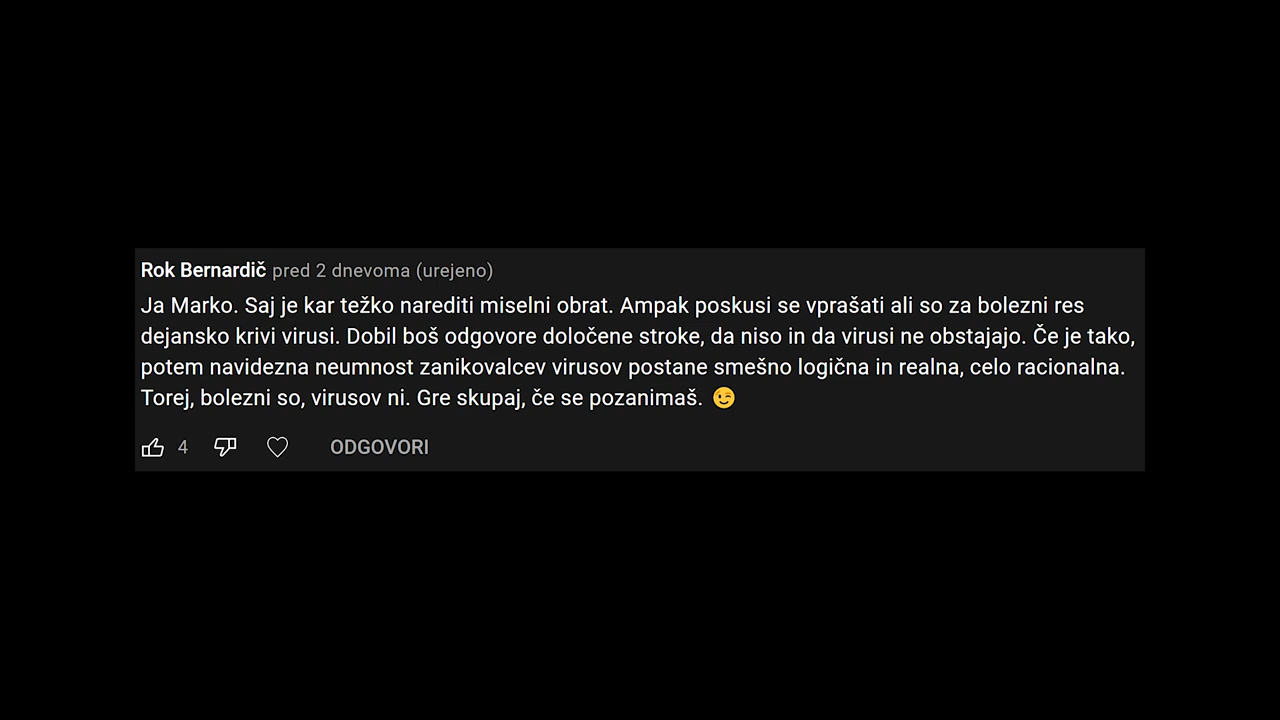 Rok Bernardič pred 2 dnevoma (urejeno)
Ja Marko. Saj je kar težko narediti miselni obrat. Ampak poskusi se vprašati ali so za bolezni res
dejansko krivi virusi. Dobil boš odgovore določene stroke, da niso in da virusi ne obstajajo. Če je tako,
potem navidezna neumnost zanikovalcev virusov postane smešno logična in realna, celo racionalna.
Torej, bolezni so, virusov ni. Gre skupaj, če se pozanimaš. 😉
4 ODGOVORI